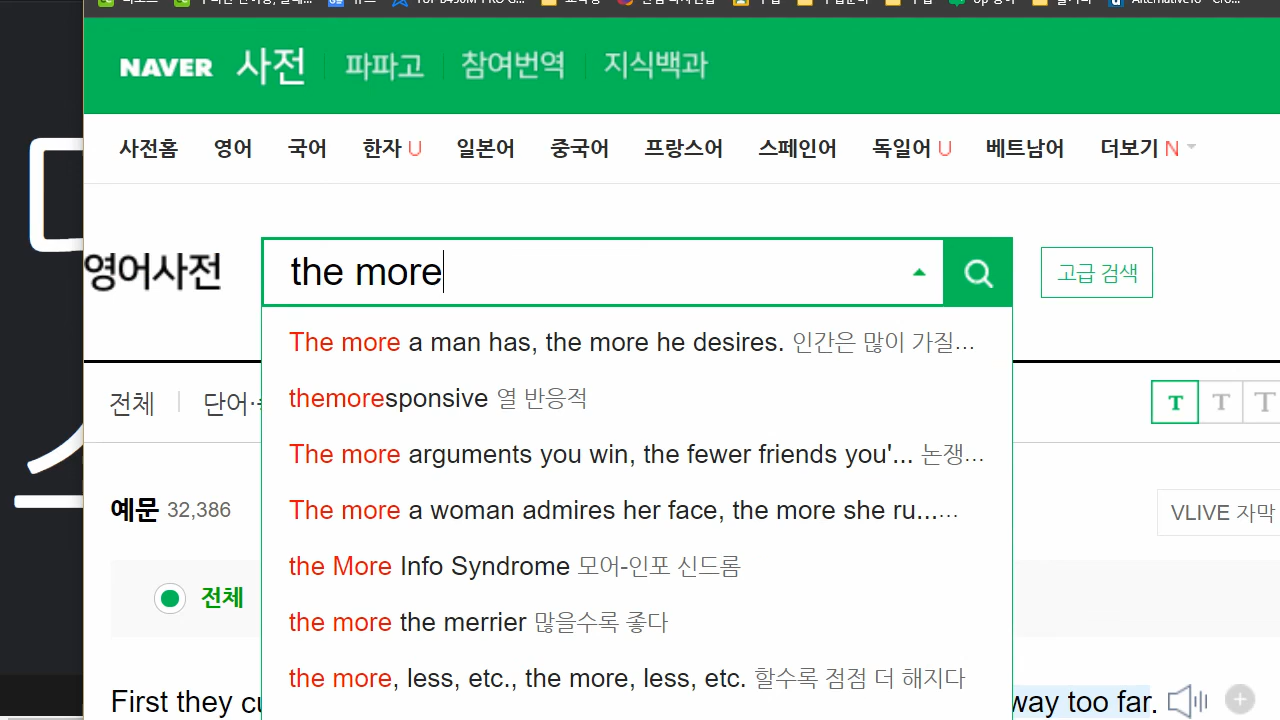 NAVER 사전 파파고 참여번역 지식백과
사전홈 영어 국어 한자 U 일본어 중국어 프랑스어 스페인어 독일어 U 베트남어 더보기 N
영어사전 the more 고급 검색
The more a man has, the more he desires. 인간은 많이 가질...
themoresponsive 열 반응적
전체 단어· T T T
The more arguments you win, the fewer friends you'... 논쟁...
예문 32,386 VLIVE 자막
The more a woman admires her face, the more she ru......
the More Info Syndrome 모어-인포 신드롬
전체
the more the merrier 많을수록 좋다
the more, less, etc., the more, less, etc. 할수록 점점 더 해지다
First they way too far.